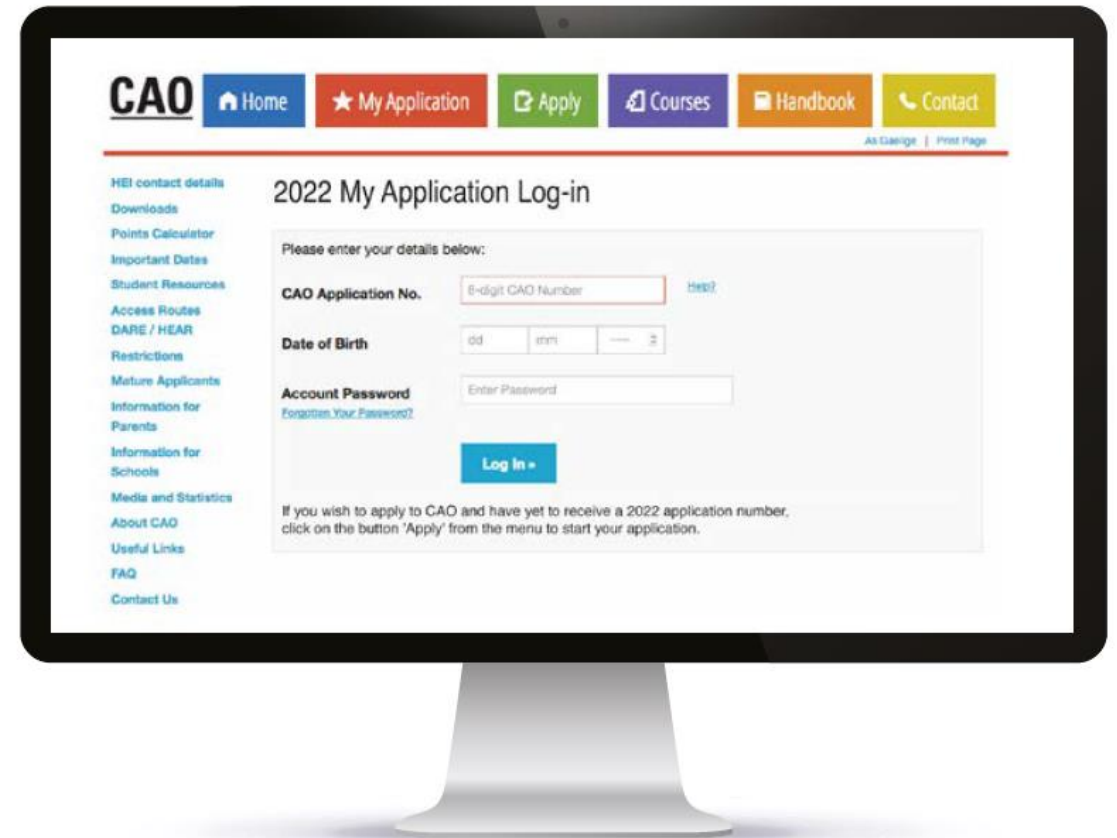 CAO
Home
My Application
Apply
Courses
Handbook
Contact
As Gaeilge | Print Page
HEI contact details
Downloads
Points Calculator
Important Dates
Student Resources
Access Routes
DARE / HEAR
Restrictions
Mature Applicants
Information for
Parents
Information for
Schools
Media and Statistics
About CAO
Useful Links
FAQ
Contact Us
2022 My Application Log-in
Please enter your details below:
CAO Application No.
8-digit CAO Number
Help?
Date of Birth
dd
mm
----
Account Password
Enter Password
Forgotten Your Password?
Log In »
If you wish to apply to CAO and have yet to receive a 2022 application number,
click on the button 'Apply' from the menu to start your application.